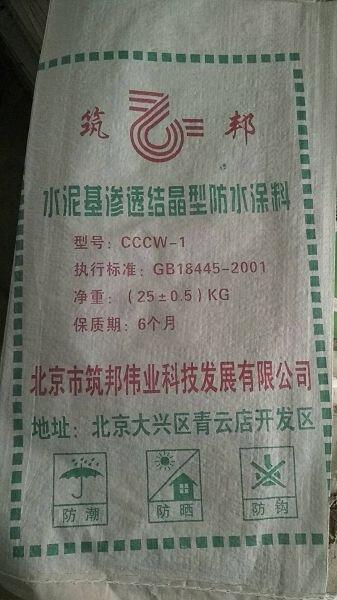 筑 邦
水泥基渗透结晶型防水涂料
型号：CCCW-1
执行标准：GB18445-2001
净重：(25±0.5)KG
保质期：6个月
北京市筑邦伟业科技发展有限公司
地址：北京大兴区青云店开发区
防潮 防晒 防钩